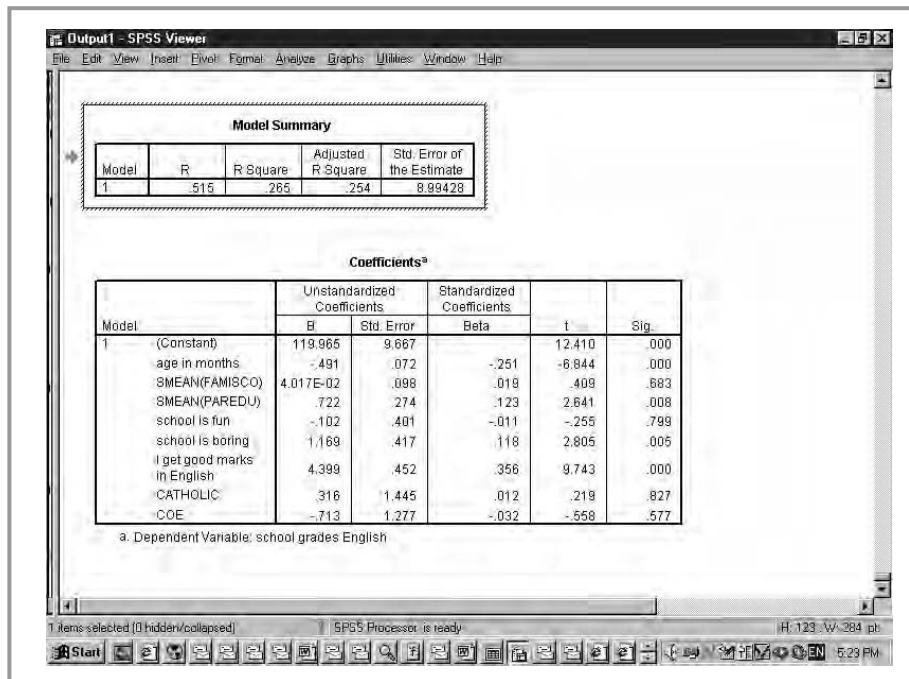 Output1 - SPSS Viewer
File Edit View Insert Pivot Format Analyze Graphs Utilities Window Help
Model Summary
Model R R Square Adjusted R Square Std. Error of the Estimate
1 .515 .265 .254 8.99428
Coefficientsa
Model Unstandardized Coefficients Standardized Coefficients t Sig.
B Std. Error Beta
1 (Constant) 119.965 9.667 12.410 .000
age in months -.491 .072 -.251 -6.844 .000
SMEAN(FAMISCO) 4.017E-02 .098 .019 .409 .683
SMEAN(PAREDU) .722 .274 .123 2.641 .008
school is fun -.102 .401 -.011 -.255 .799
school is boring 1.169 .417 .118 2.805 .005
I get good marks in English 4.399 .452 .356 9.743 .000
CATHOLIC .316 1.445 .012 .219 .827
COE -.713 1.277 -.032 -.558 .577
a. Dependent Variable: school grades English
1 items selected (0 hidden/collapsed) SPSS Processor is ready H: 123 , W: 284 pt
Start EN 5:23 PM